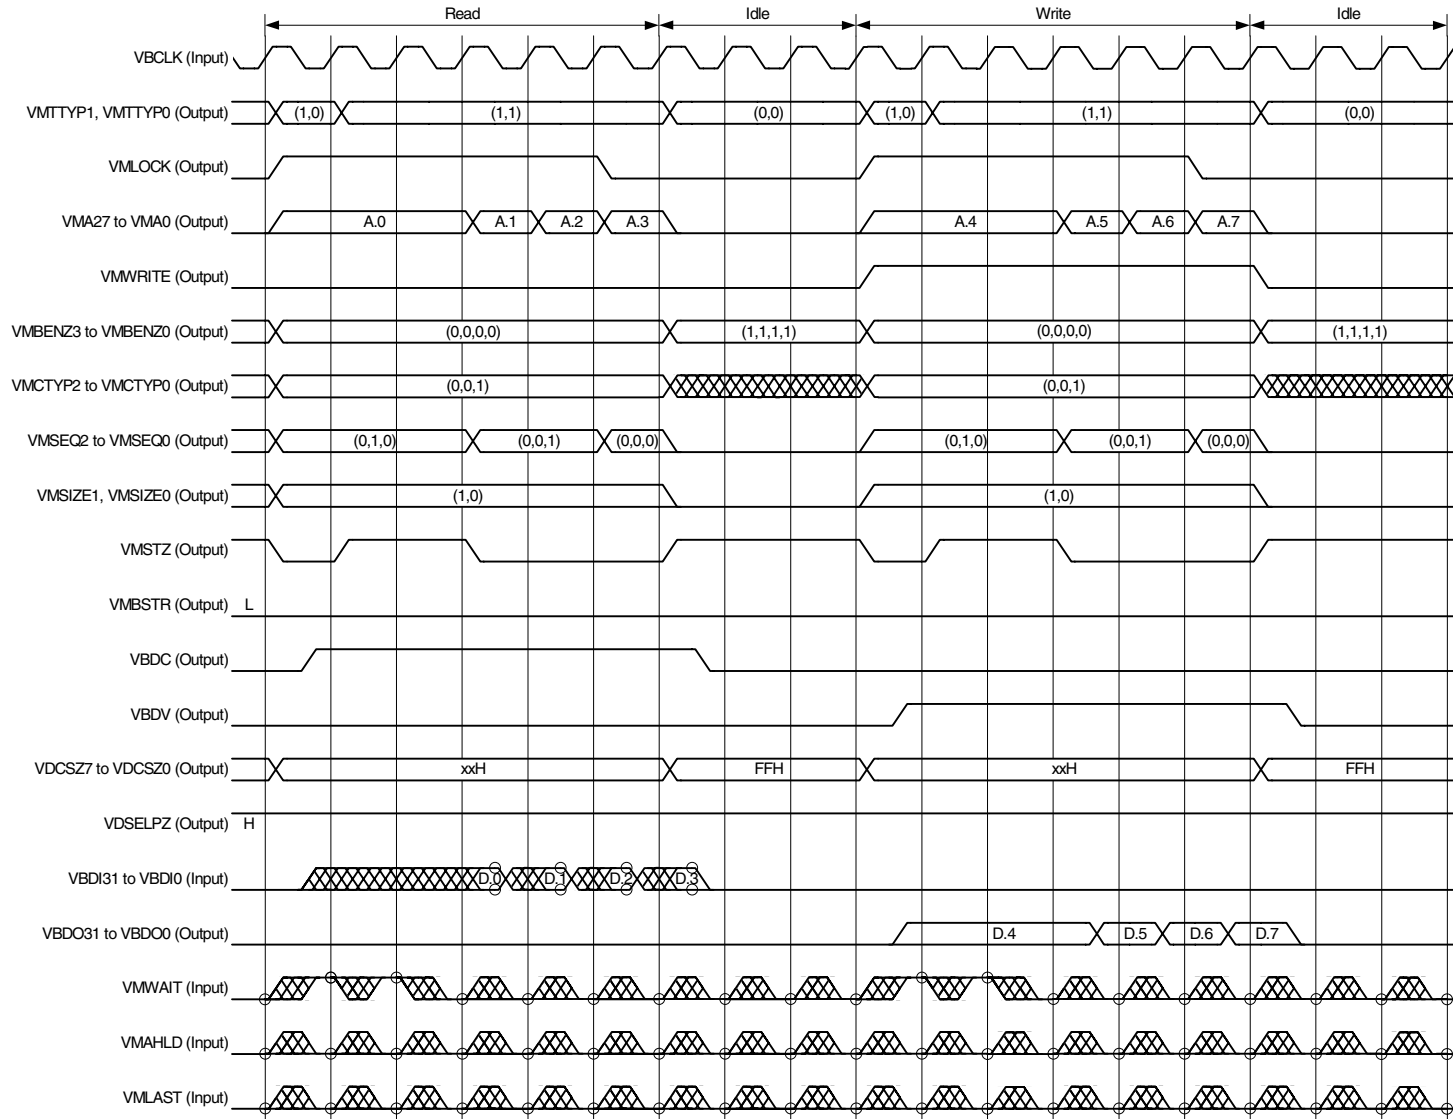 Read Idle Write Idle
VBCLK (Input)
VMTTYP1, VMTTYP0 (Output) (1,0) (1,1) (0,0) (1,0) (1,1) (0,0)
VMLOCK (Output)
VMA27 to VMA0 (Output) A.0 A.1 A.2 A.3 A.4 A.5 A.6 A.7
VMWRITE (Output)
VMBENZ3 to VMBENZ0 (Output) (0,0,0,0) (1,1,1,1) (0,0,0,0) (1,1,1,1)
VMCTYP2 to VMCTYP0 (Output) (0,0,1) (0,0,1)
VMSEQ2 to VMSEQ0 (Output) (0,1,0) (0,0,1) (0,0,0) (0,1,0) (0,0,1) (0,0,0)
VMSIZE1, VMSIZE0 (Output) (1,0) (1,0)
VMSTZ (Output)
VMBSTR (Output) L
VBDC (Output)
VBDV (Output)
VDCSZ7 to VDCSZ0 (Output) xxH FFH xxH FFH
VDSELPZ (Output) H
VBDI31 to VBDI0 (Input) D.0 D.1 D.2 D.3
VBDO31 to VBDO0 (Output) D.4 D.5 D.6 D.7
VMWAIT (Input)
VMAHLD (Input)
VMLAST (Input)